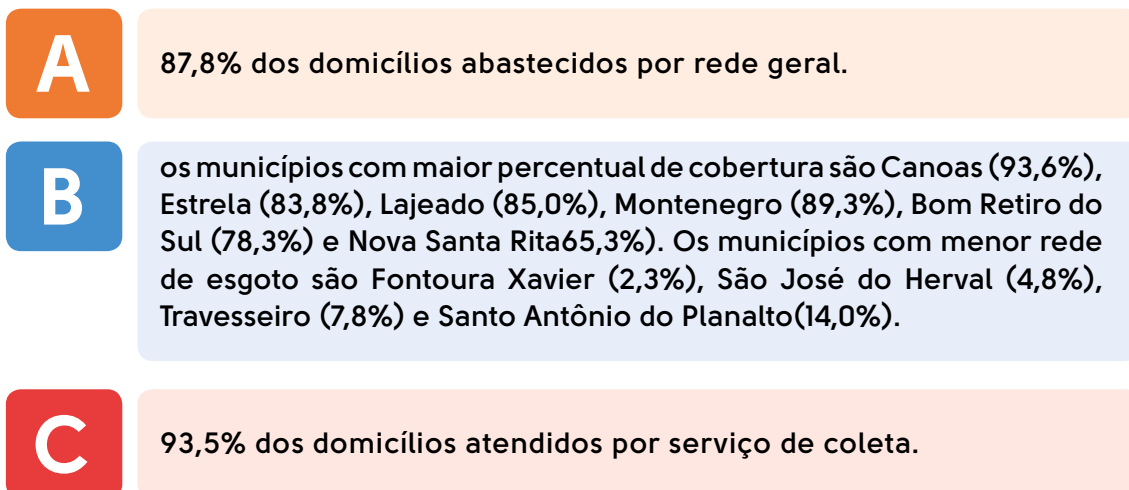 A
87,8% dos domicílios abastecidos por rede geral.
B
os municípios com maior percentual de cobertura são Canoas (93,6%),
Estrela (83,8%), Lajeado (85,0%), Montenegro (89,3%), Bom Retiro do
Sul (78,3%) e Nova Santa Rita65,3%). Os municípios com menor rede
de esgoto são Fontoura Xavier (2,3%), São José do Herval (4,8%),
Travesseiro (7,8%) e Santo Antônio do Planalto(14,0%).
C
93,5% dos domicílios atendidos por serviço de coleta.